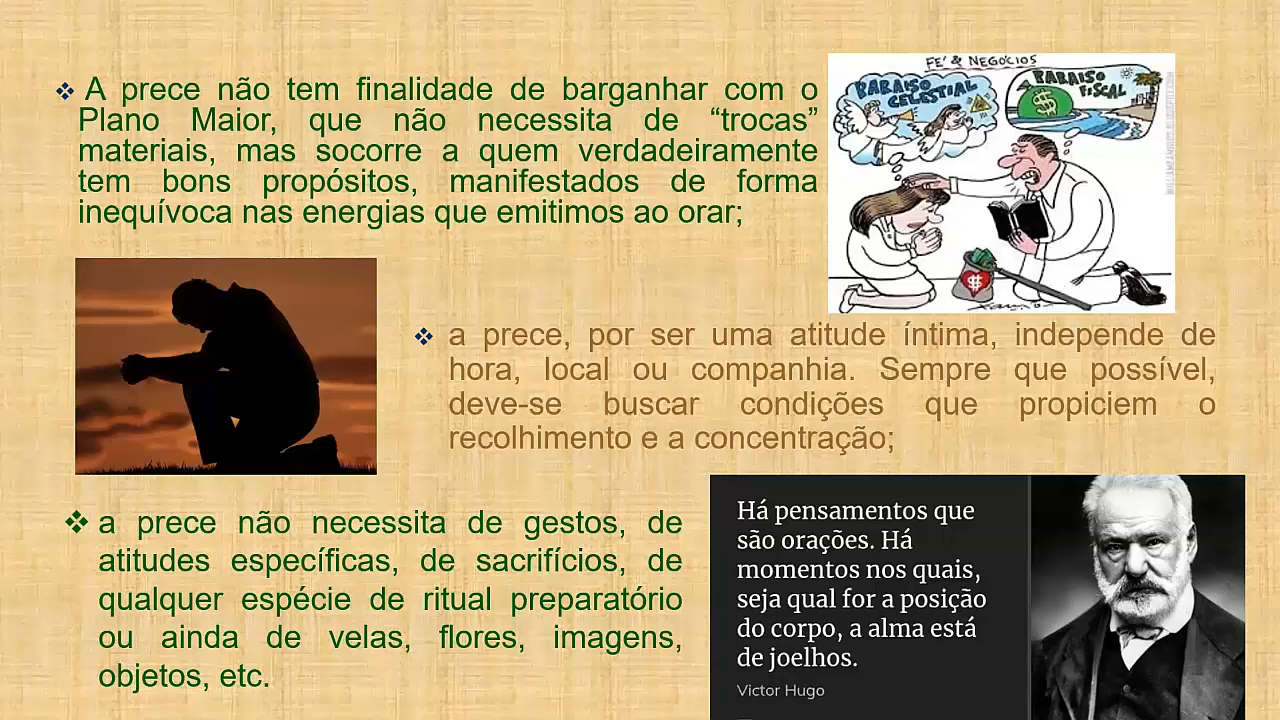 ❖ A prece não tem finalidade de barganhar com o
Plano Maior, que não necessita de “trocas”
materiais, mas socorre a quem verdadeiramente
tem bons propósitos, manifestados de forma
inequívoca nas energias que emitimos ao orar;
FÉ & NEGÓCIOS
PARAISO
CELESTIAL
PARAISO
FISCAL
$
$
❖ a prece, por ser uma atitude íntima, independe de
hora, local ou companhia. Sempre que possível,
deve-se buscar condições que propiciem o
recolhimento e a concentração;
❖ a prece não necessita de gestos, de
atitudes específicas, de sacrifícios, de
qualquer espécie de ritual preparatório
ou ainda de velas, flores, imagens,
objetos, etc.
Há pensamentos que
são orações. Há
momentos nos quais,
seja qual for a posição
do corpo, a alma está
de joelhos.
Victor Hugo